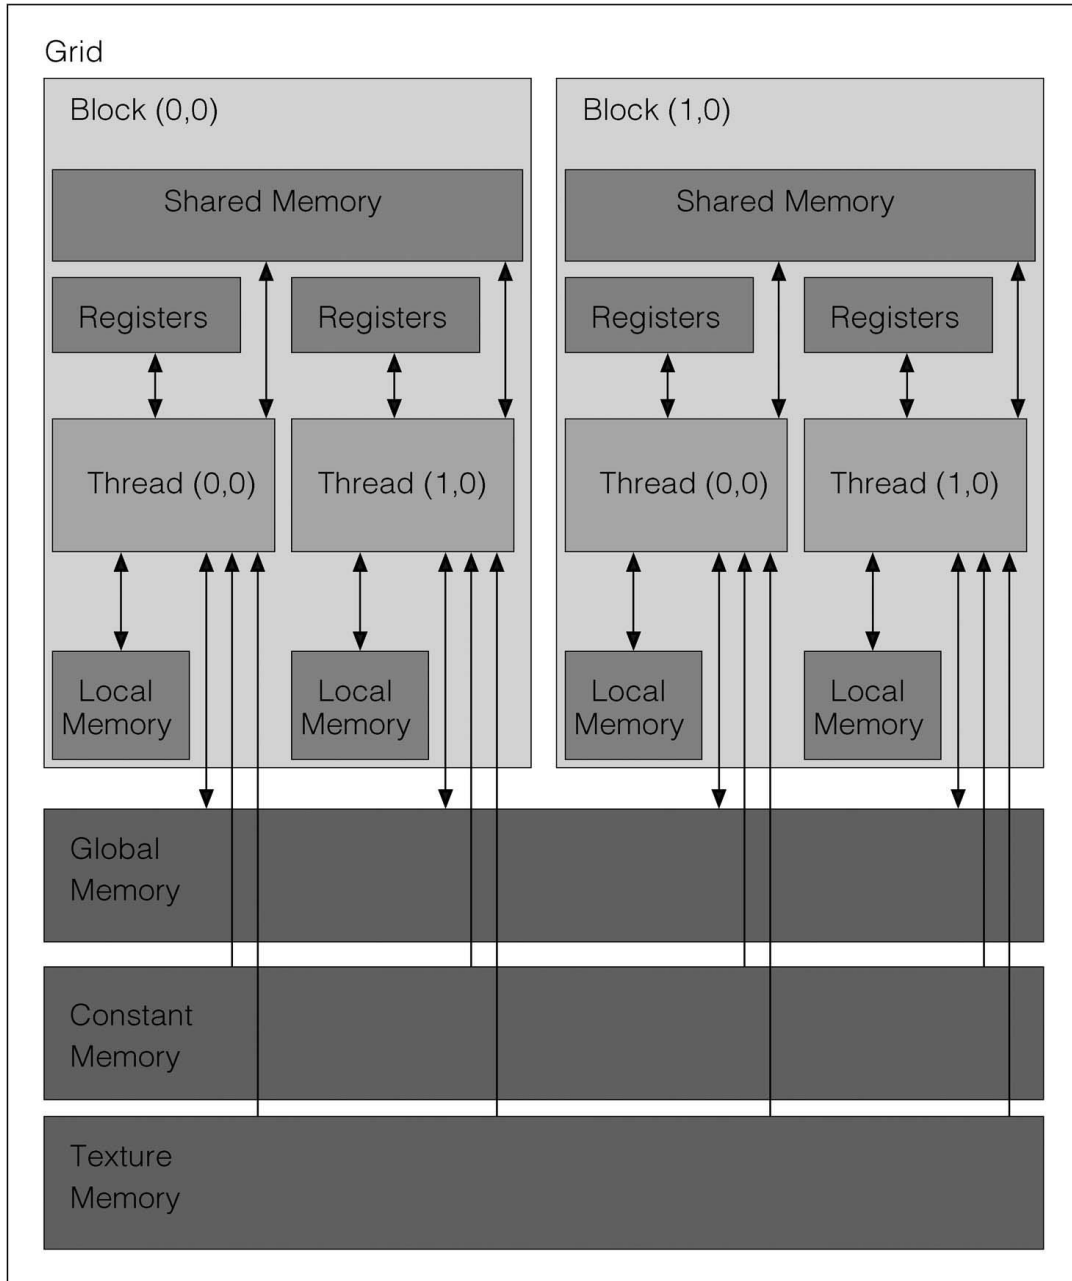 Grid
Block (0,0)
Block (1,0)
Shared Memory
Shared Memory
Registers
Registers
Registers
Registers
Thread (0,0)
Thread (1,0)
Thread (0,0)
Thread (1,0)
Local
Memory
Local
Memory
Local
Memory
Local
Memory
Global
Memory
Constant
Memory
Texture
Memory